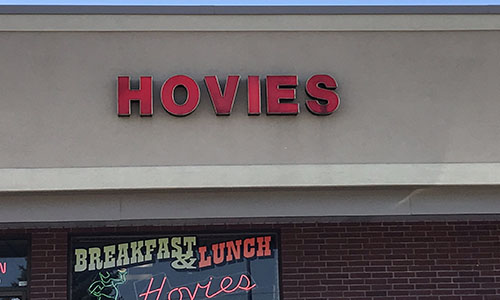 HOVIES
BREAKFAST & LUNCH
Hovies
N